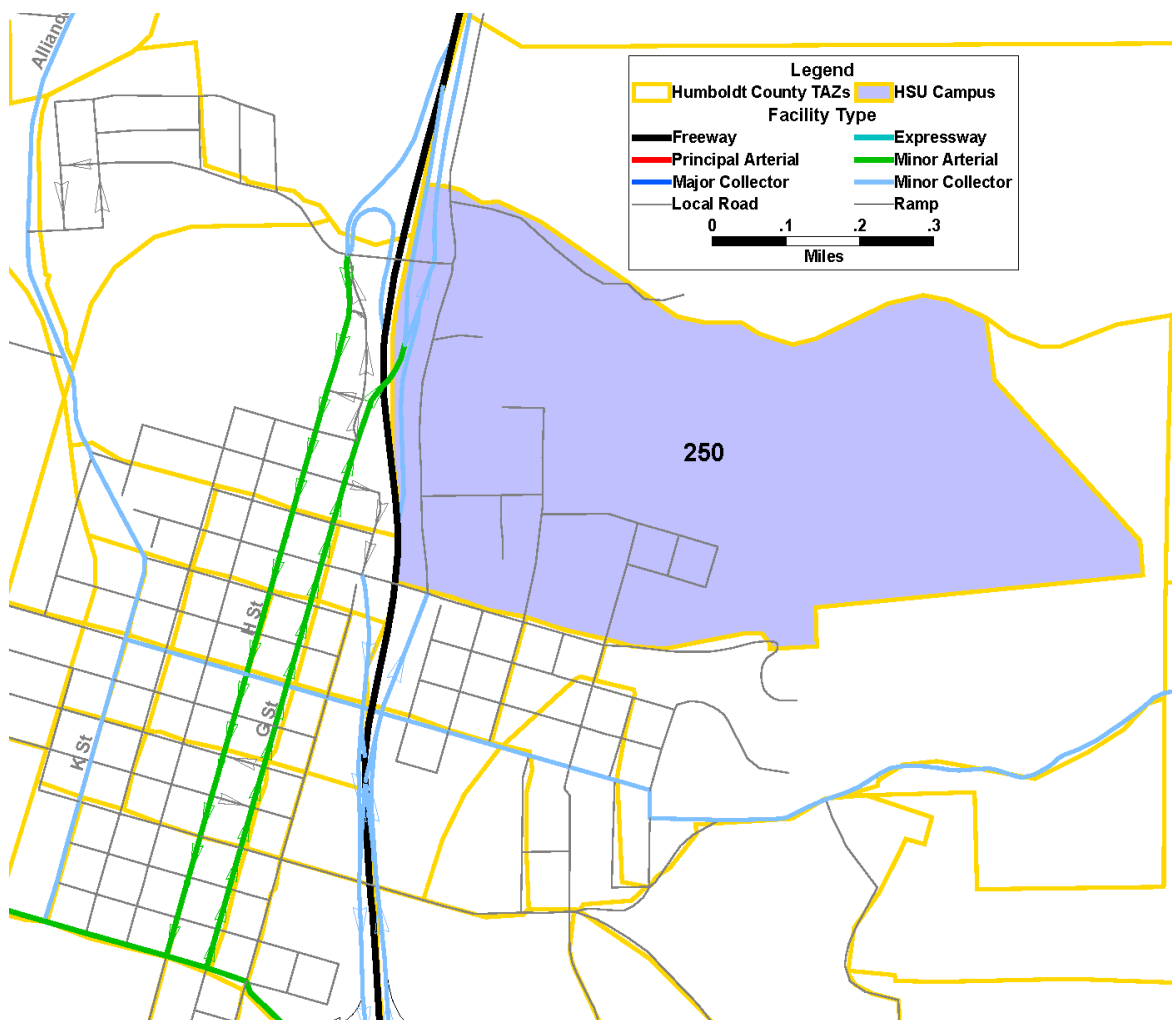 Alliance
Legend
Humboldt County TAZs HSU Campus
Facility Type
Freeway Expressway
Principal Arterial Minor Arterial
Major Collector Minor Collector
Local Road Ramp
0 .1 .2 .3
Miles
250
H St
G St
K St